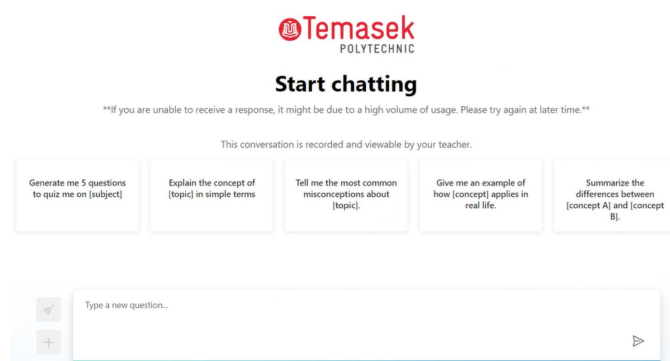 Temasek
POLYTECHNIC
Start chatting
**If you are unable to receive a response, it might be due to a high volume of usage. Please try again at later time.**
This conversation is recorded and viewable by your teacher.
Generate me 5 questions
to quiz me on [subject]
Explain the concept of
[topic] in simple terms
Tell me the most common
misconceptions about
[topic].
Give me an example of
how [concept] applies in
real life.
Summarize the
differences between
[concept A] and [concept
B].
Type a new question...